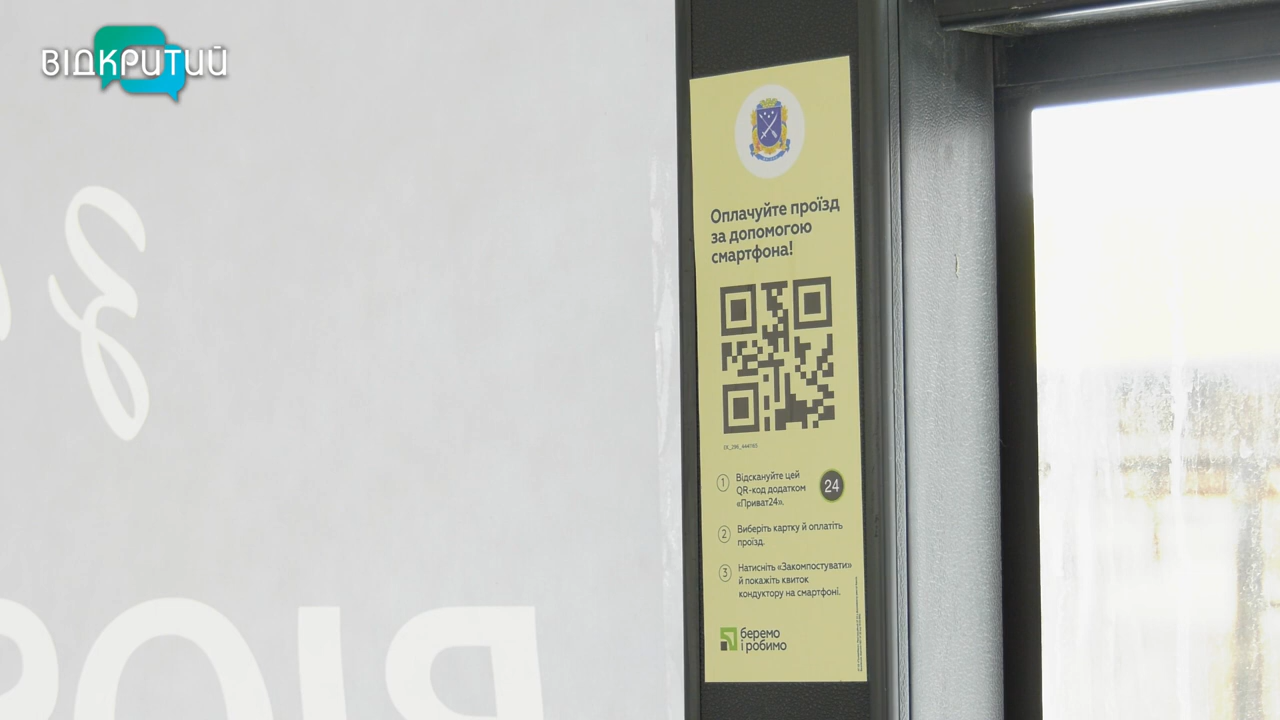 ВІДКРИТИЙ
Оплачуйте проїзд
за допомогою
смартфона!
1 Відскануйте цей
QR-код додатком
«Приват24».
24
2 Виберіть картку й оплатіть
проїзд.
3 Натисніть «Закомпостувати»
й покажіть квиток
кондуктору на смартфоні.
беремо
і робимо